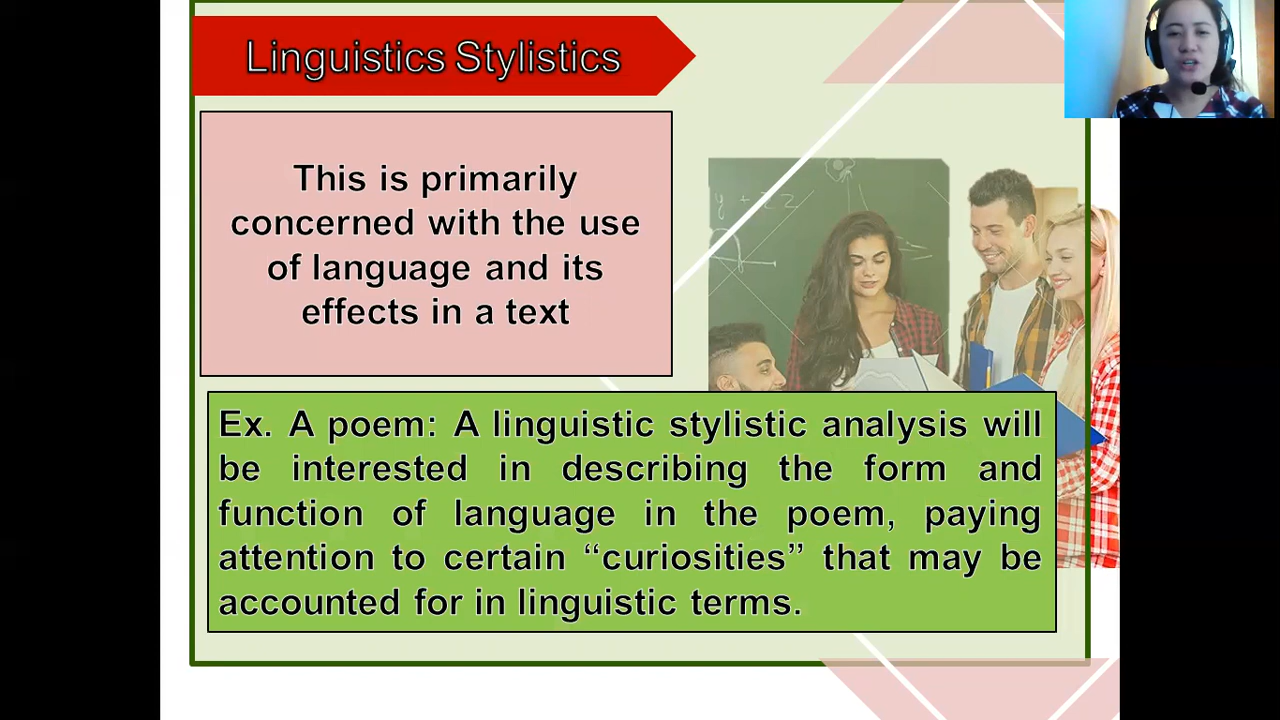 Linguistics Stylistics
This is primarily
concerned with the use
of language and its
effects in a text
y + 2 2
Ex. A poem: A linguistic stylistic analysis will
be interested in describing the form and
function of language in the poem, paying
attention to certain “curiosities” that may be
accounted for in linguistic terms.